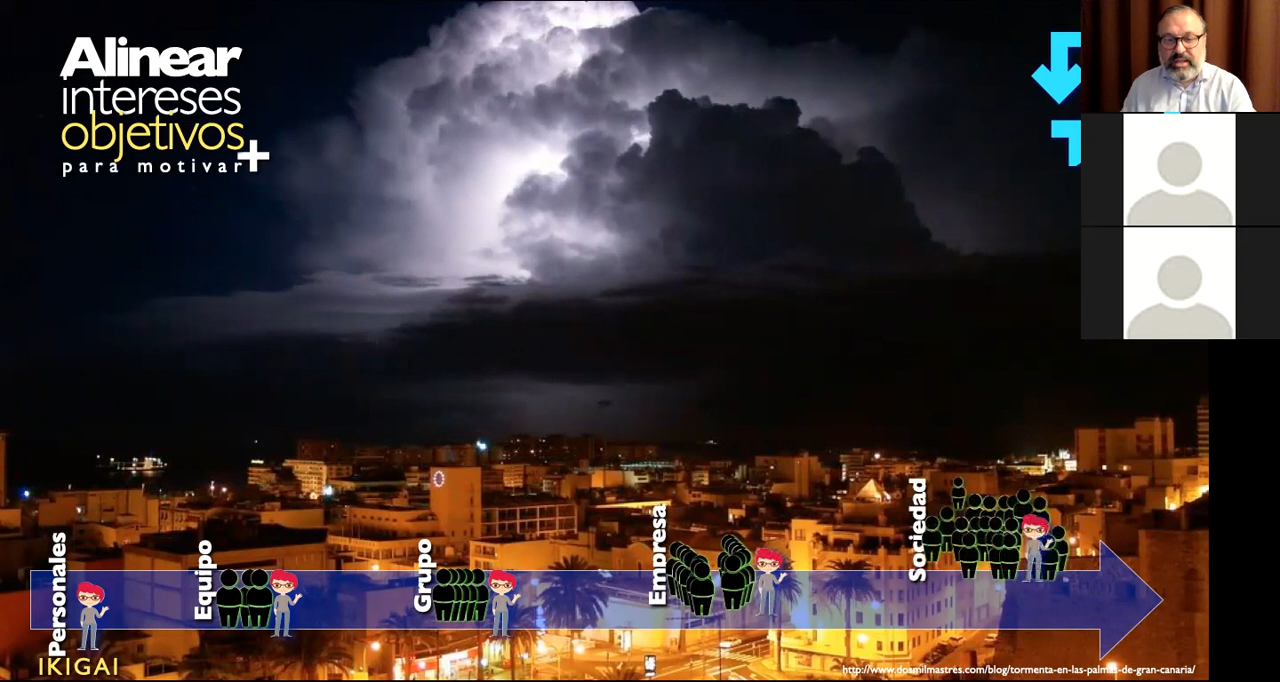 Alinear
intereses
objetivos
para motivar+
Personales
IKIGAI
Equipo
Grupo
Empresa
Sociedad
http://www.dosmilmastres.com/blog/tormenta-en-las-palmas-de-gran-canaria/